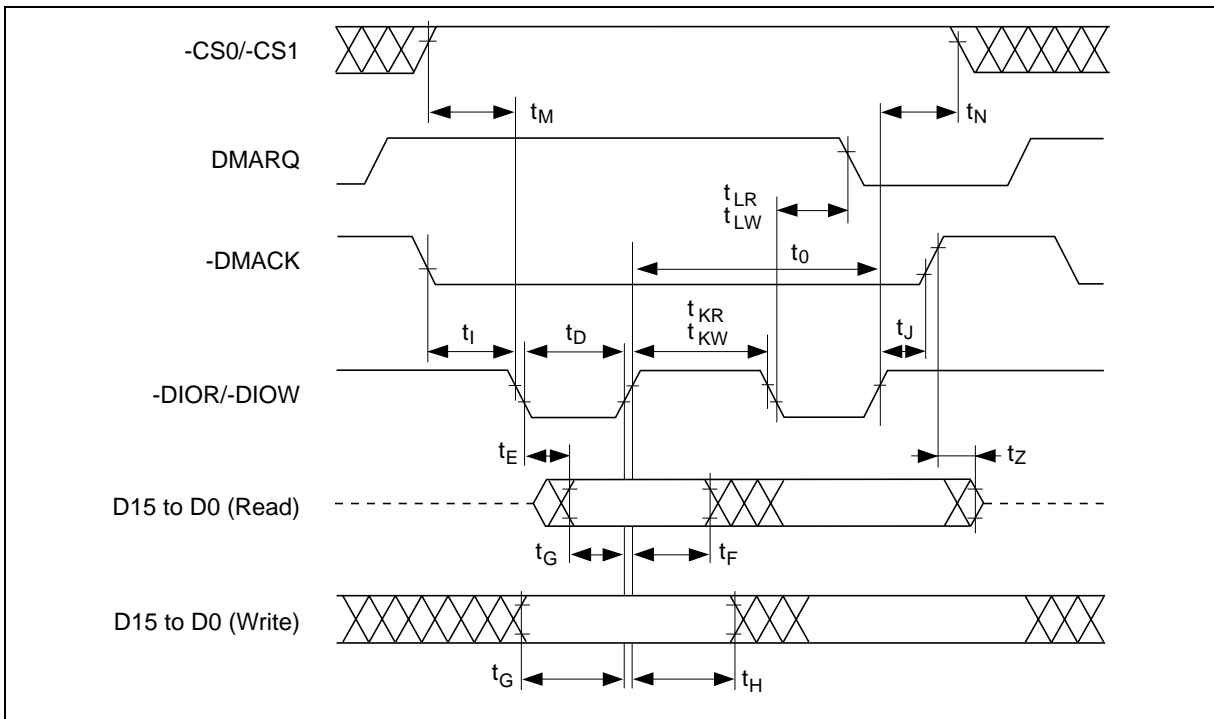 -CS0/-CS1
tM
tN
DMARQ
tLR
tLW
-DMACK
t0
tKR
tKW
tI
tD
tJ
-DIOR/-DIOW
tE
tZ
D15 to D0 (Read)
tG
tF
D15 to D0 (Write)
tG
tH